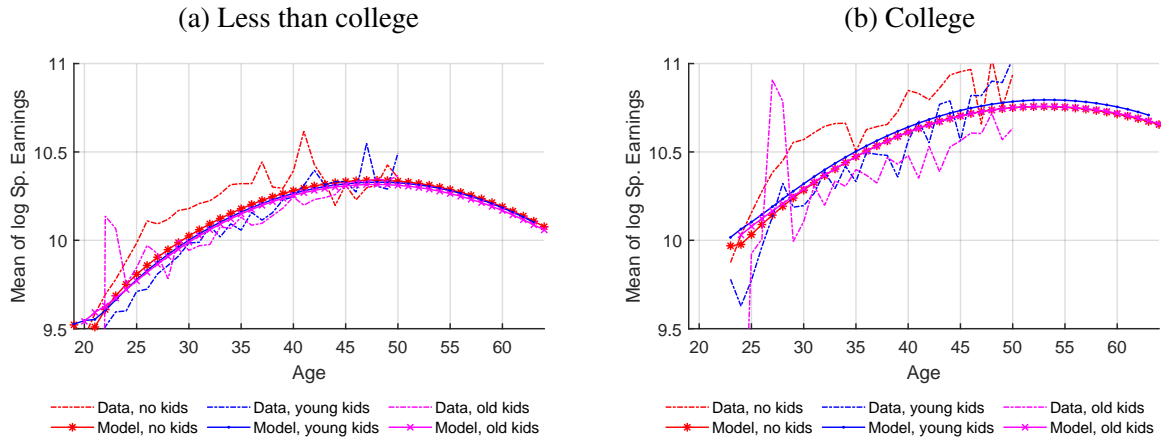 (a) Less than college
11
10.5
10
9.5
Mean of log Sp. Earnings
20 25 30 35 40 45 50 55 60
Age
Data, no kids Data, young kids Data, old kids
Model, no kids Model, young kids Model, old kids
(b) College
11
10.5
10
9.5
Mean of log Sp. Earnings
20 25 30 35 40 45 50 55 60
Age
Data, no kids Data, young kids Data, old kids
Model, no kids Model, young kids Model, old kids